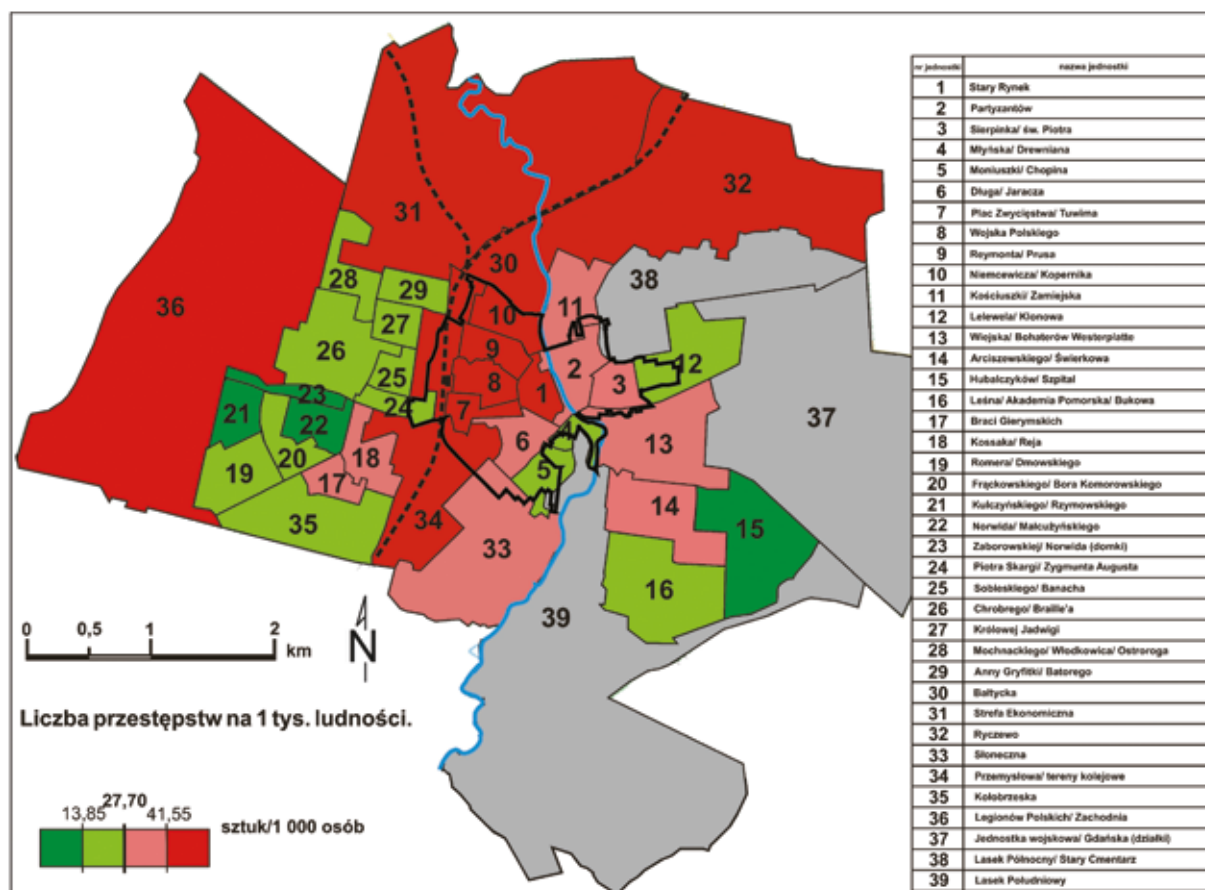 36
31
32
30
38
28
29
11
27
10
26
9
2
12
25
8
1
3
37
23
24
7
21
22
6
4
13
20
18
5
19
17
14
15
35
34
33
16
39
0 0,5 1 2
km
N
Liczba przestępstw na 1 tys. ludności.
27,70
13,85 41,55
sztuk/1 000 osób
nr jednostki nazwa jednostki
1 Stary Rynek
2 Partyzantów
3 Sierpinka/ św. Piotra
4 Młyńska/ Drewniana
5 Moniuszki/ Chopina
6 Długa/ Jaracza
7 Plac Zwycięstwa/ Tuwima
8 Wojska Polskiego
9 Reymonta/ Prusa
10 Niemcewicza/ Kopernika
11 Kościuszki/ Zamiejska
12 Lelewela/ Klonowa
13 Wiejska/ Bohaterów Westerplatte
14 Arciszewskiego/ Świerkowa
15 Hubalczyków/ Szpital
16 Leśna/ Akademia Pomorska/ Bukowa
17 Braci Gierymskich
18 Kossaka/ Reja
19 Romera/ Dmowskiego
20 Frąckowskiego/ Bora Komorowskiego
21 Kulczyńskiego/ Rzymowskiego
22 Norwida/ Małcużyńskiego
23 Zaborowskiej/ Norwida (domki)
24 Piotra Skargi/ Zygmunta Augusta
25 Sobieskiego/ Banacha
26 Chrobrego/ Braille'a
27 Królowej Jadwigi
28 Mochnackiego/ Włodkowica/ Ostroroga
29 Anny Gryfitki/ Batorego
30 Bałtycka
31 Strefa Ekonomiczna
32 Ryczewo
33 Słoneczna
34 Przemysłowa/ tereny kolejowe
35 Kołobrzeska
36 Legionów Polskich/ Zachodnia
37 Jednostka wojskowa/ Gdańska (działki)
38 Lasek Północny/ Stary Cmentarz
39 Lasek Południowy